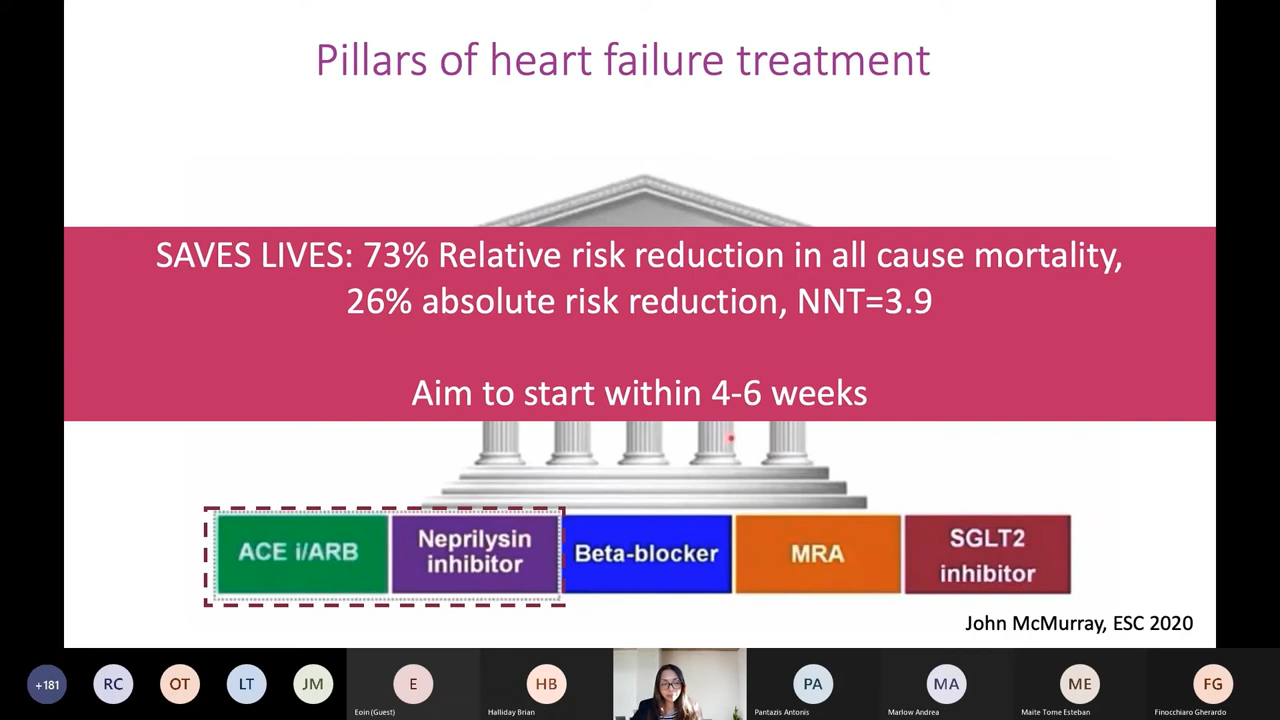 Pillars of heart failure treatment
SAVES LIVES: 73% Relative risk reduction in all cause mortality,
26% absolute risk reduction, NNT=3.9
Aim to start within 4-6 weeks
ACE i/ARB
Neprilysin
inhibitor
Beta-blocker
MRA
SGLT2
inhibitor
John McMurray, ESC 2020
+181
RC
OT
LT
JM
E
Eoin (Guest)
HB
Halliday Brian
PA
Pantazis Antonis
MA
Marlow Andrea
ME
Maite Tome Esteban
FG
Finocchiaro Gherardo